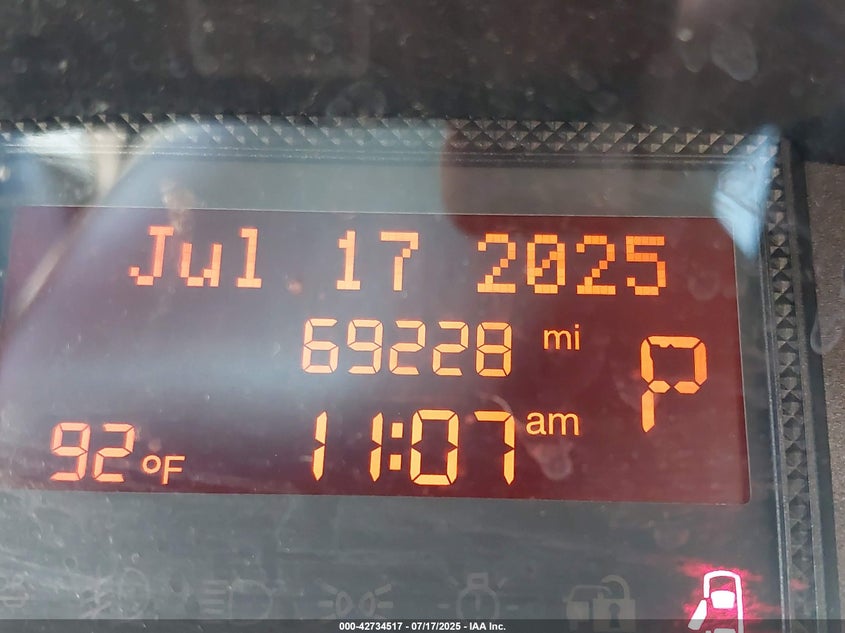 Jul 17 2025
69228 mi
P
92 °F 11:07 am
000-42734517 - 07/17/2025 - IAA Inc.